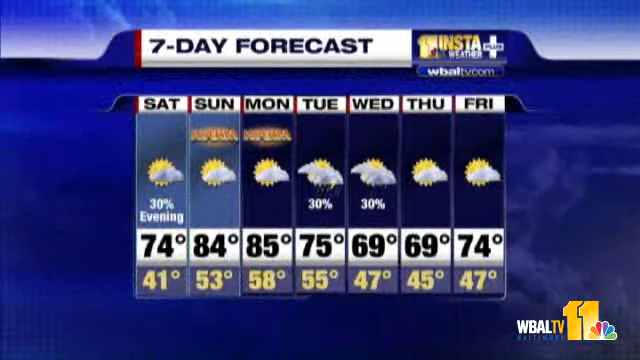 7-DAY FORECAST
11 INSTA PLUS
WEATHER
wbaltv.com
SAT SUN MON TUE WED THU FRI
30% 30% 30%
Evening
74° 84° 85° 75° 69° 69° 74°
41° 53° 58° 55° 47° 45° 47°
WBALTV 11
BALTIMORE